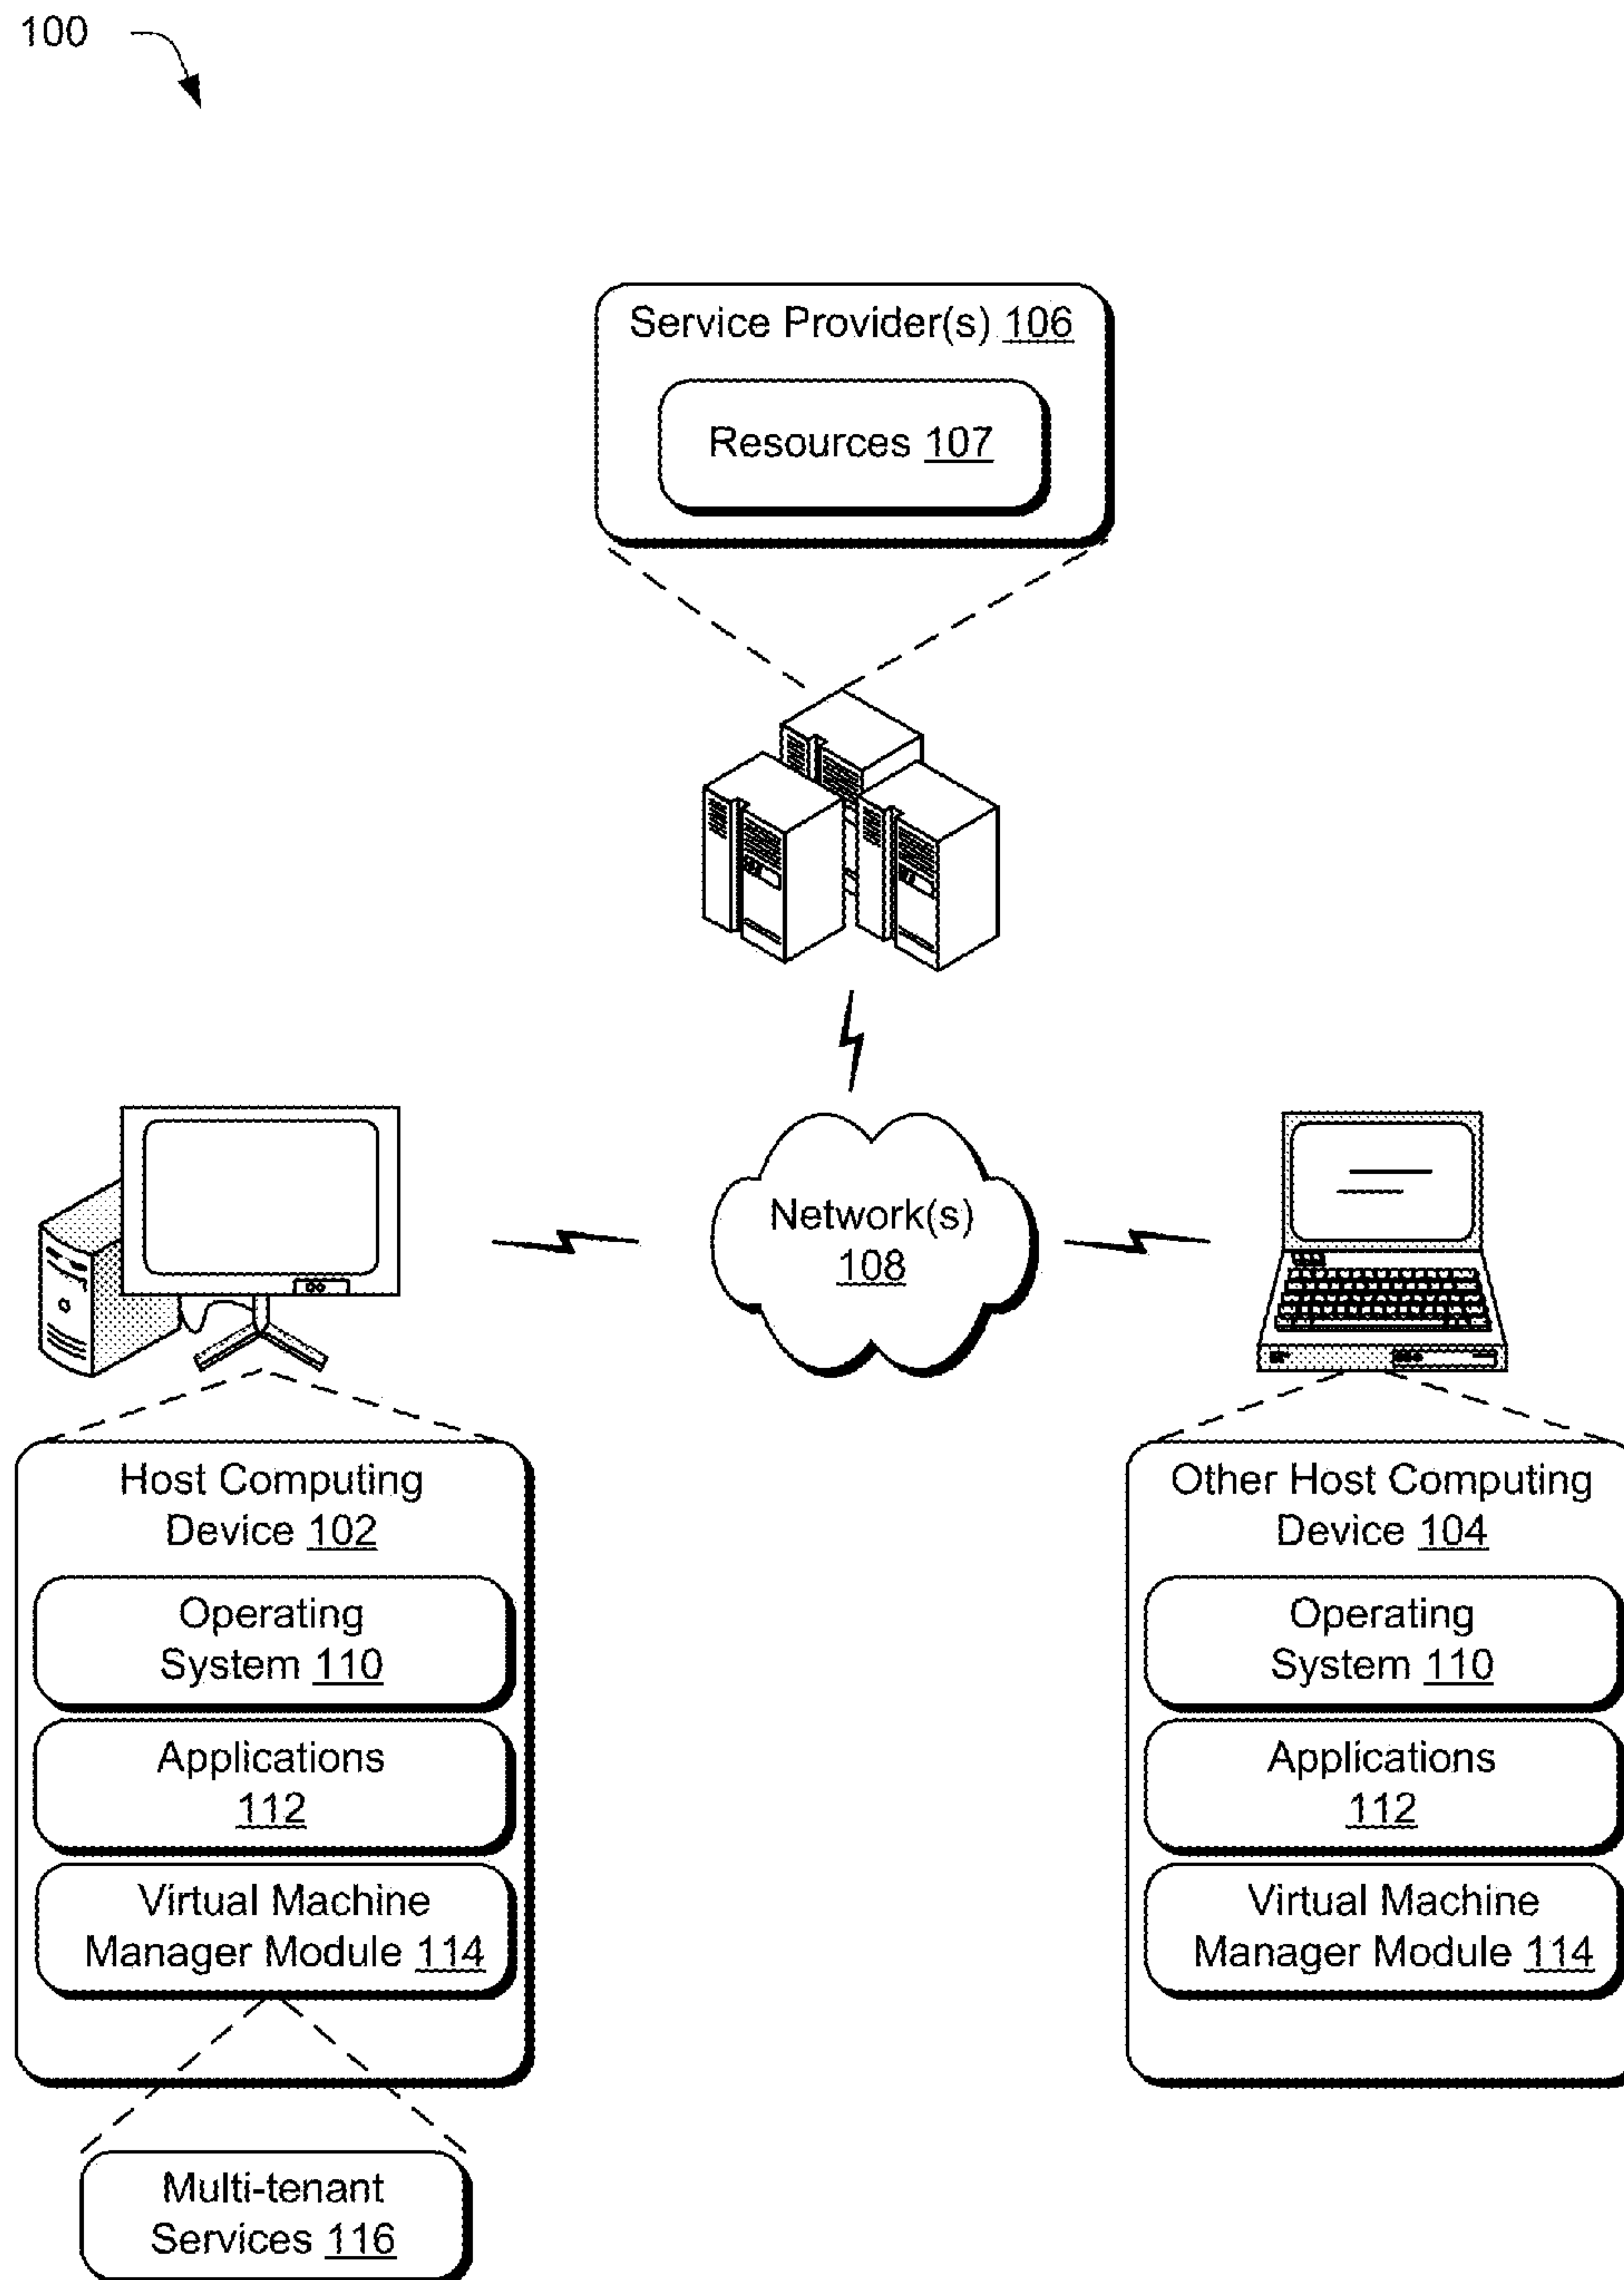 100
Service Provider(s) 106
Resources 107
Network(s)
108
Host Computing
Device 102
Operating
System 110
Applications
112
Virtual Machine
Manager Module 114
Multi-tenant
Services 116
Other Host Computing
Device 104
Operating
System 110
Applications
112
Virtual Machine
Manager Module 114